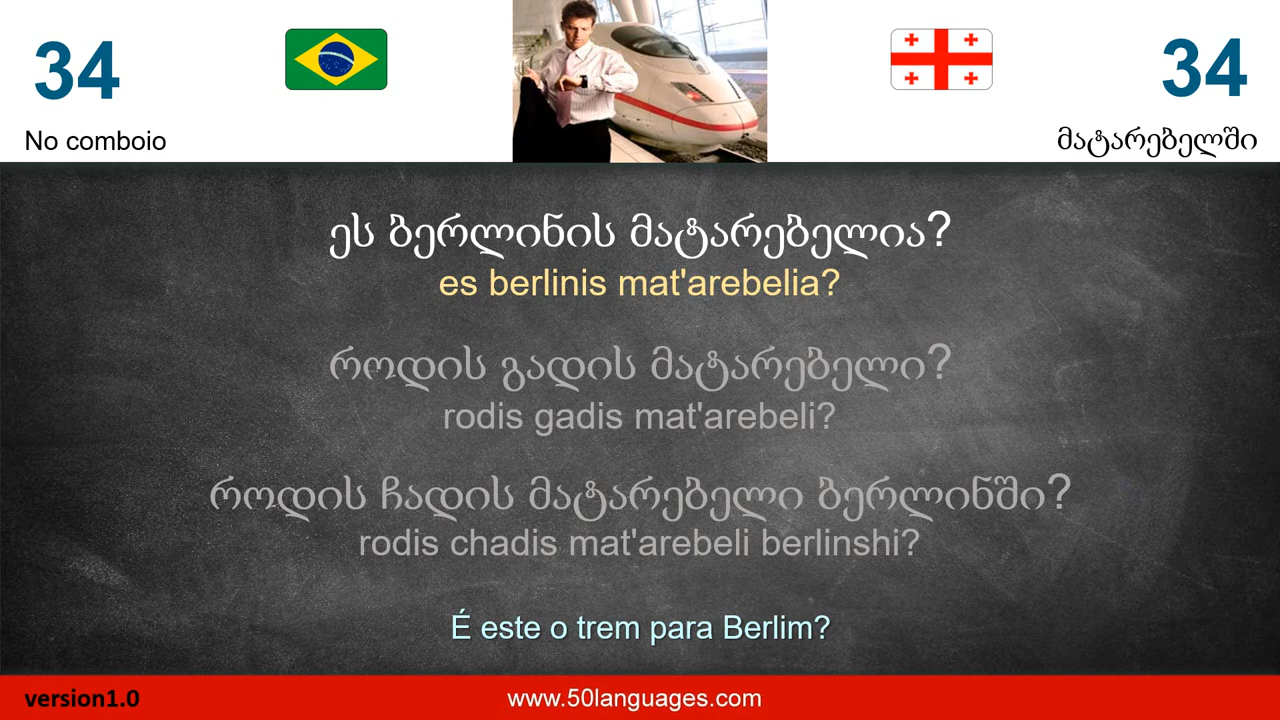 34
34
No comboio
მატარებელში
ეს ბერლინის მატარებელია?
es berlinis mat'arebelia?
როდის გადის მატარებელი?
rodis gadis mat'arebeli?
როდის ჩადის მატარებელი ბერლინში?
rodis chadis mat'arebeli berlinshi?
É este o trem para Berlim?
version1.0
www.50languages.com